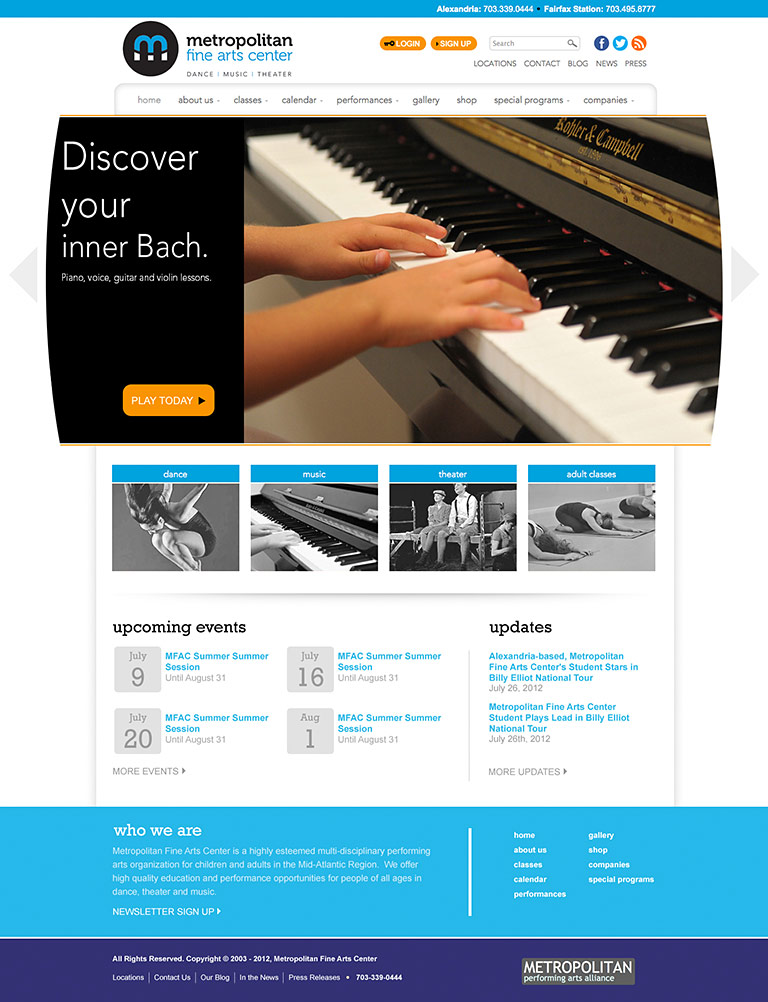 Alexandria: 703.339.0444 • Fairfax Station: 703.495.8777
m
metropolitan
fine arts center
DANCE | MUSIC | THEATER
LOGIN
SIGN UP
Search
LOCATIONS CONTACT BLOG NEWS PRESS
home about us classes calendar performances gallery shop special programs companies
Discover
your
inner Bach.
Piano, voice, guitar and violin lessons.
PLAY TODAY
Kohler & Campbell
est. 1896
dance music theater adult classes
upcoming events
July
9
MFAC Summer Summer
Session
Until August 31
July
16
MFAC Summer Summer
Session
Until August 31
July
20
MFAC Summer Summer
Session
Until August 31
Aug
1
MFAC Summer Summer
Session
Until August 31
MORE EVENTS
updates
Alexandria-based, Metropolitan
Fine Arts Center's Student Stars in
Billy Elliot National Tour
July 26, 2012
Metropolitan Fine Arts Center
Student Plays Lead in Billy Elliot
National Tour
July 26th, 2012
MORE UPDATES
who we are
Metropolitan Fine Arts Center is a highly esteemed multi-disciplinary performing
arts organization for children and adults in the Mid-Atlantic Region. We offer
high quality education and performance opportunities for people of all ages in
dance, theater and music.
NEWSLETTER SIGN UP
home
about us
classes
calendar
performances
gallery
shop
companies
special programs
All Rights Reserved. Copyright © 2003 - 2012, Metropolitan Fine Arts Center
Locations | Contact Us | Our Blog | In the News | Press Releases • 703-339-0444
METROPOLITAN
performing arts alliance